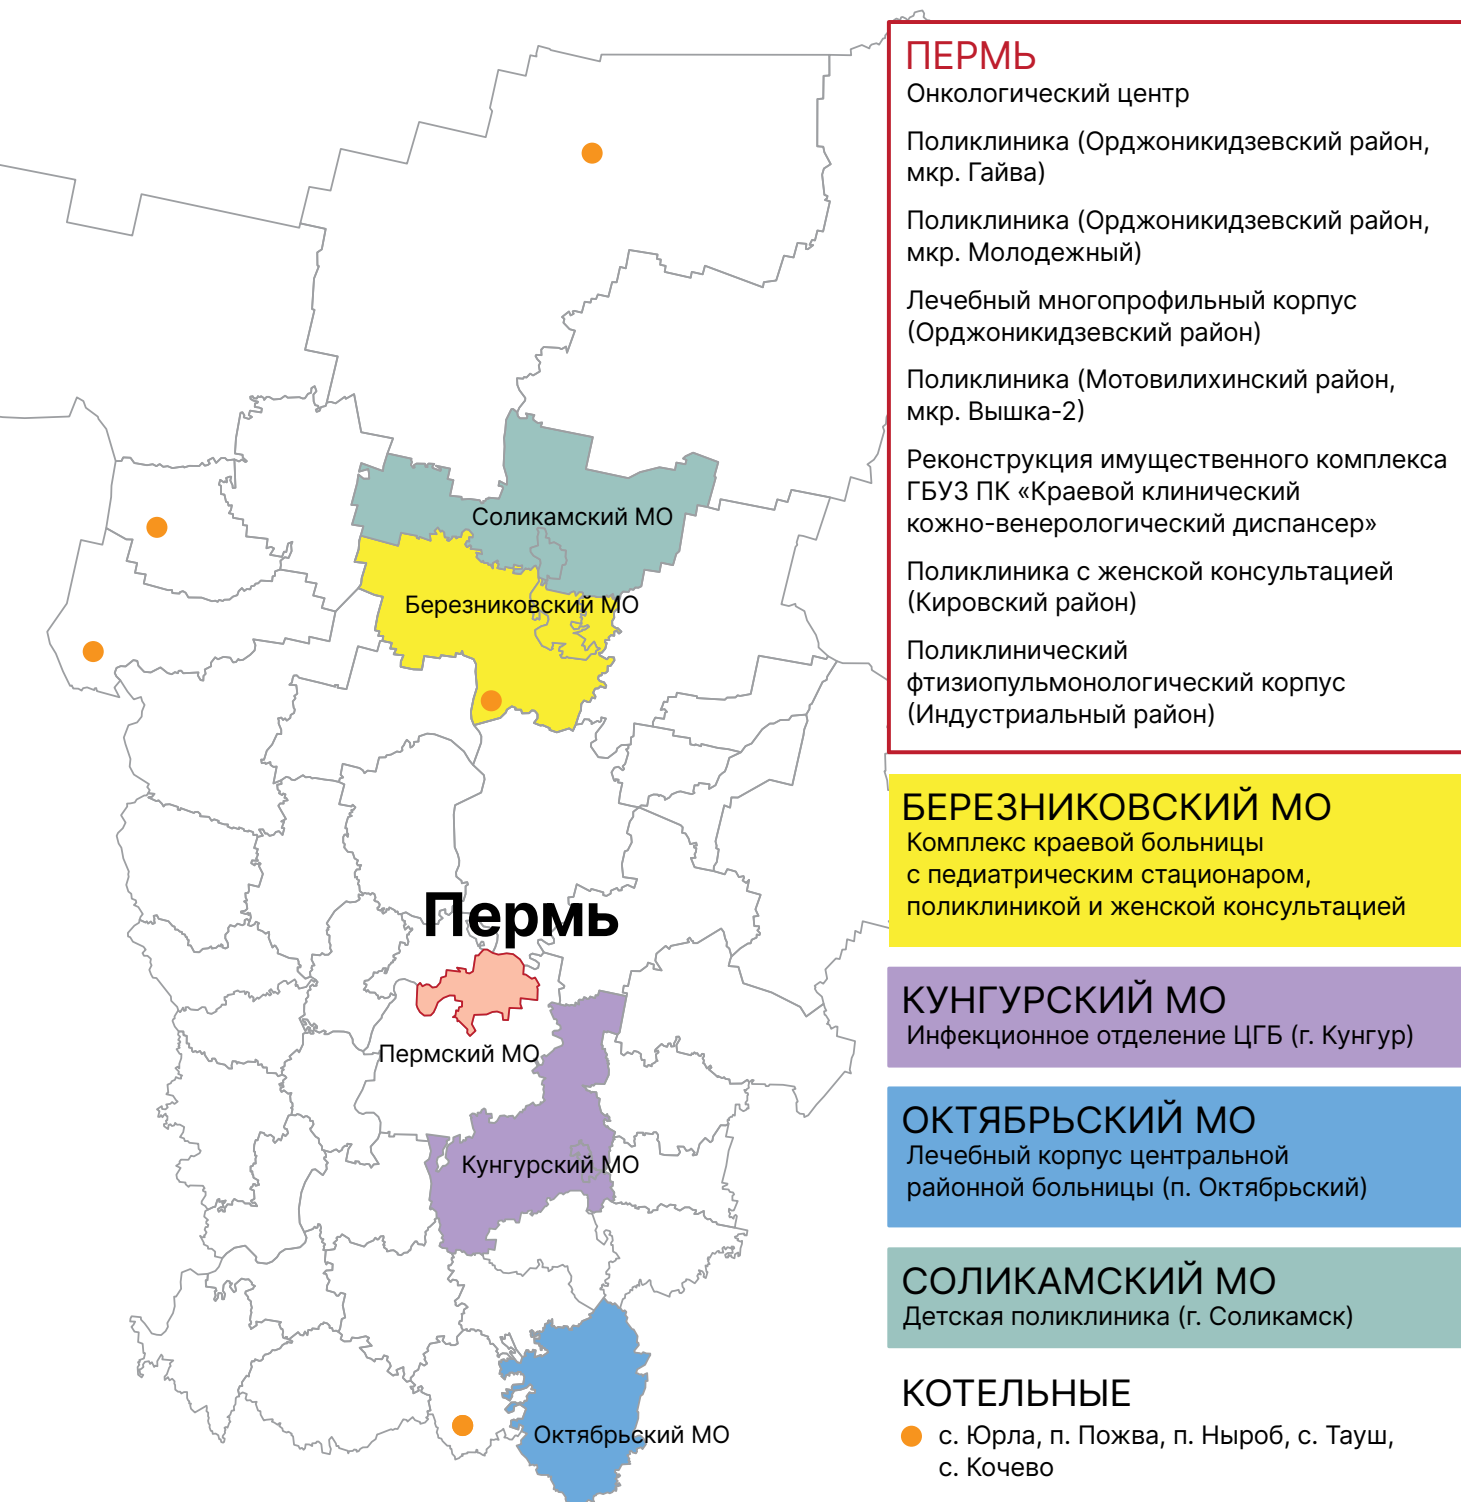 Соликамский МО
Березниковский МО
Пермь
Пермский МО
Кунгурский МО
Октябрьский МО
ПЕРМЬ
Онкологический центр
Поликлиника (Орджоникидзевский район,
мкр. Гайва)
Поликлиника (Орджоникидзевский район,
мкр. Молодежный)
Лечебный многопрофильный корпус
(Орджоникидзевский район)
Поликлиника (Мотовилихинский район,
мкр. Вышка-2)
Реконструкция имущественного комплекса
ГБУЗ ПК «Краевой клинический
кожно-венерологический диспансер»
Поликлиника с женской консультацией
(Кировский район)
Поликлинический
фтизиопульмонологический корпус
(Индустриальный район)
БЕРЕЗНИКОВСКИЙ МО
Комплекс краевой больницы
с педиатрическим стационаром,
поликлиникой и женской консультацией
КУНГУРСКИЙ МО
Инфекционное отделение ЦГБ (г. Кунгур)
ОКТЯБРЬСКИЙ МО
Лечебный корпус центральной
районной больницы (п. Октябрьский)
СОЛИКАМСКИЙ МО
Детская поликлиника (г. Соликамск)
КОТЕЛЬНЫЕ
с. Юрла, п. Пожва, п. Ныроб, с. Тауш,
с. Кочево